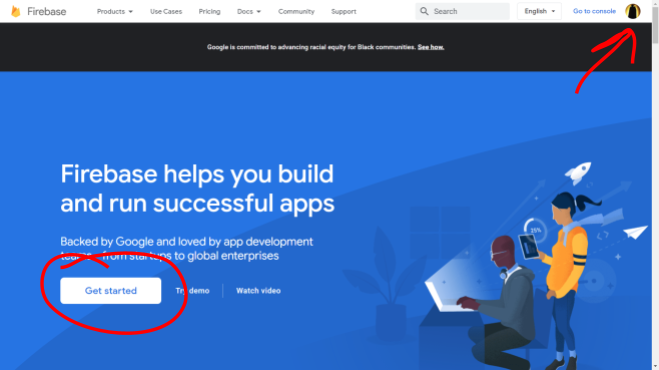 Firebase Products Use Cases Pricing Docs Community Support Search English Go to console
Google is committed to advancing racial equity for Black communities. See how.
Firebase helps you build
and run successful apps
Backed by Google and loved by app development
teams - from startups to global enterprises
Get started Try demo Watch video
75%